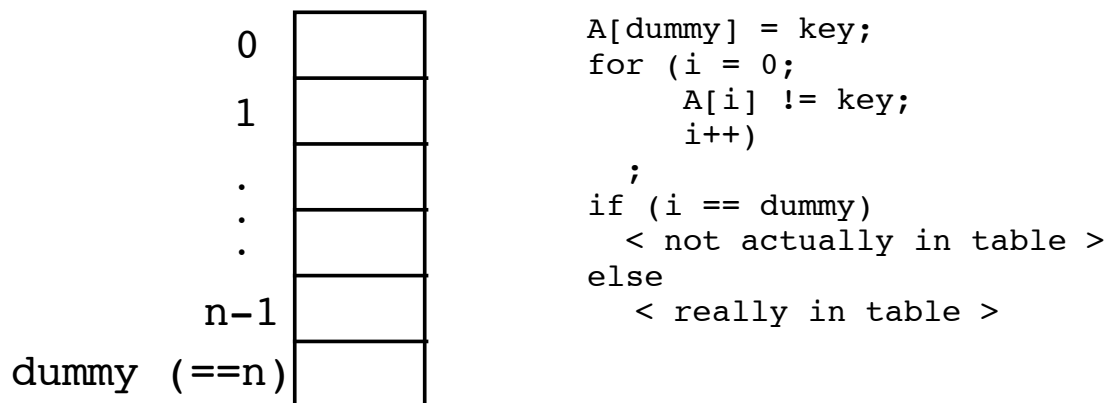 0
1
.
.
.
n-1
dummy (==n)
A[dummy] = key;
for (i = 0;
A[i] != key;
i++)
;
if (i == dummy)
< not actually in table >
else
< really in table >